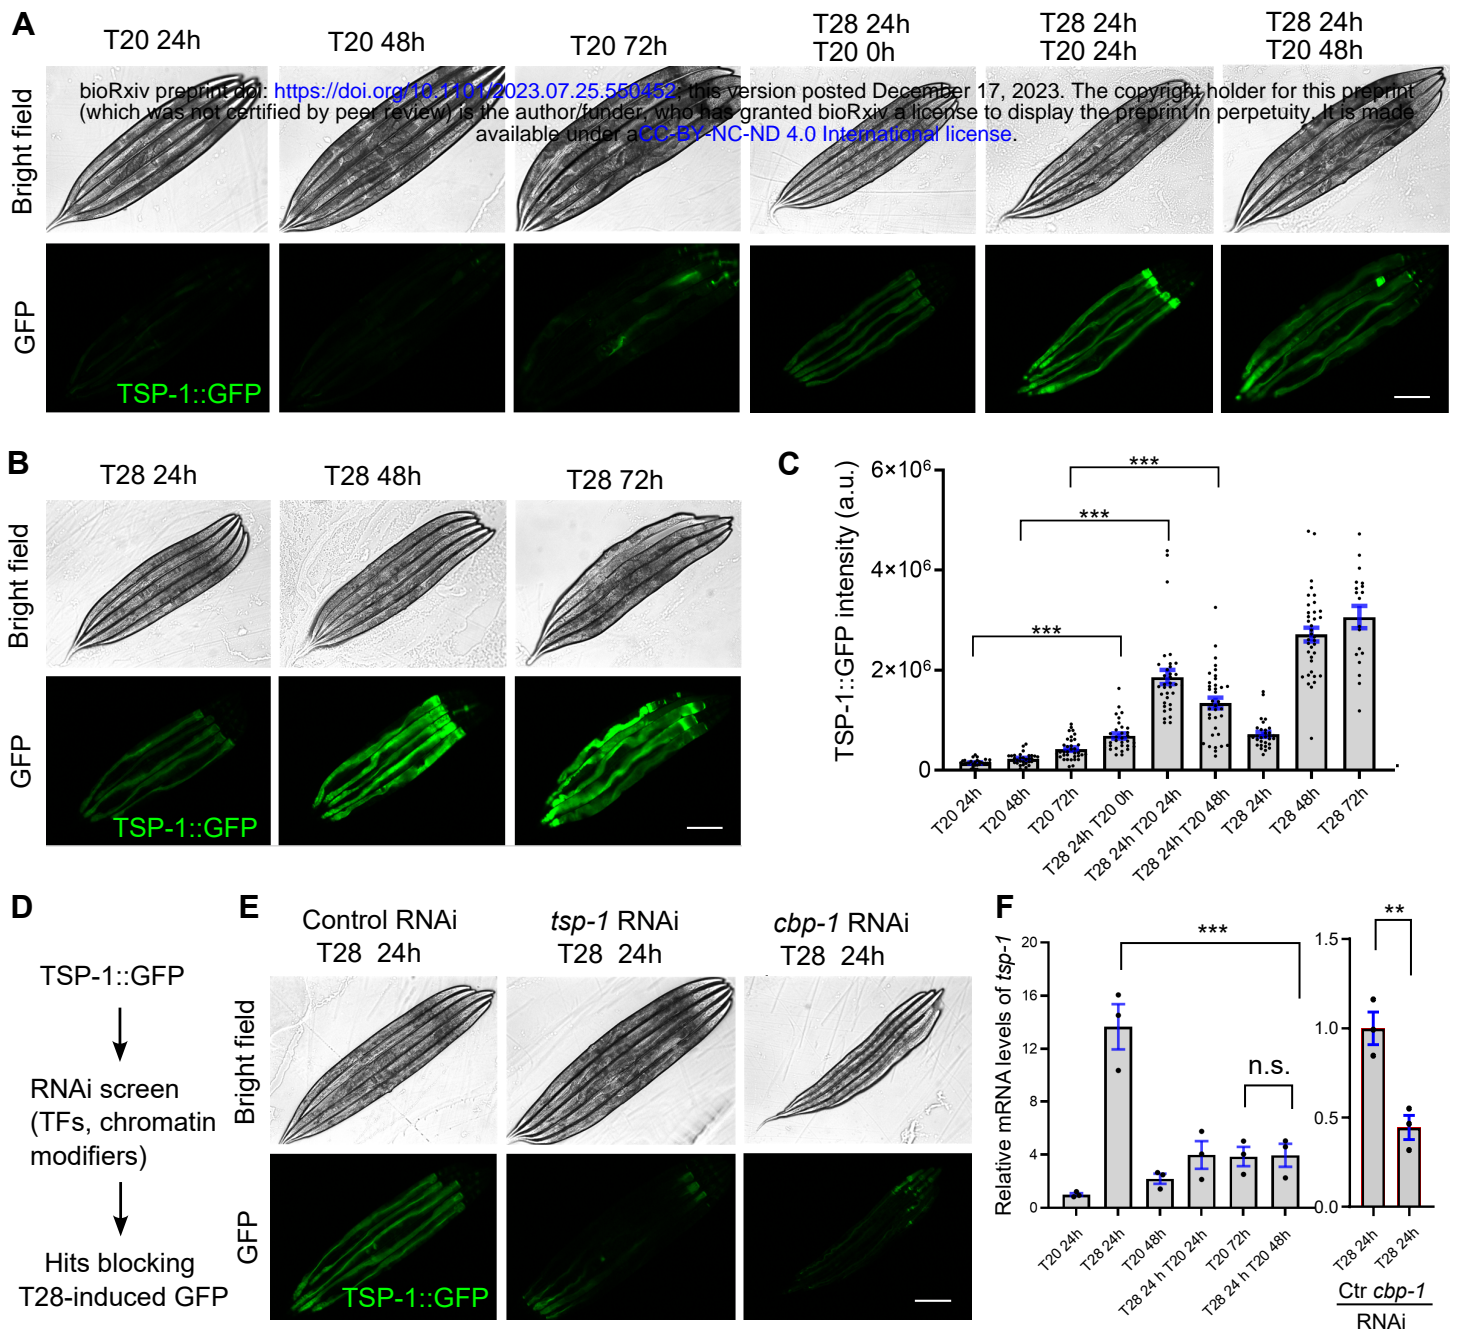 A
T20 24h
T20 48h
T20 72h
T28 24h
T20 0h
T28 24h
T20 24h
T28 24h
T20 48h
bioRxiv preprint doi: https://doi.org/10.1101/2023.07.25.550452; this version posted December 17, 2023. The copyright holder for this preprint
(which was not certified by peer review) is the author/funder, who has granted bioRxiv a license to display the preprint in perpetuity. It is made
available under aCC-BY-NC-ND 4.0 International license.
Bright field
GFP
TSP-1::GFP
B
T28 24h
T28 48h
T28 72h
Bright field
GFP
TSP-1::GFP
C
TSP-1::GFP intensity (a.u.)
6×10⁶
4×10⁶
2×10⁶
0
***
***
***
T20 24h
T20 48h
T20 72h
T28 24h T20 0h
T28 24h T20 24h
T28 24h T20 48h
T28 24h
T28 48h
T28 72h
D
TSP-1::GFP
RNAi screen
(TFs, chromatin
modifiers)
Hits blocking
T28-induced GFP
E
Control RNAi
T28 24h
tsp-1 RNAi
T28 24h
cbp-1 RNAi
T28 24h
Bright field
GFP
TSP-1::GFP
F
Relative mRNA levels of tsp-1
20
16
12
8
4
0
***
n.s.
T20 24h
T28 24h
T20 48h
T28 24 h T20 24h
T20 72h
T28 24 h T20 48h
**
1.5
1.0
0.5
0.0
T28 24h
T28 24h
Ctr cbp-1
RNAi